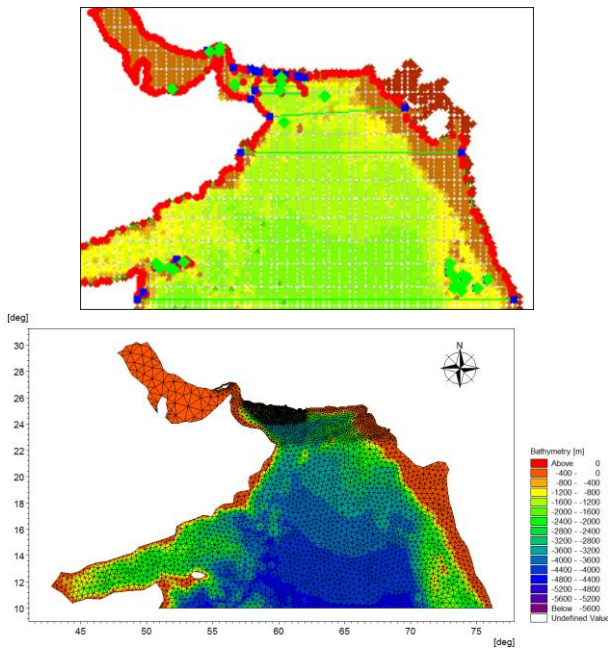 [deg]
30
28
26
24
22
20
18
16
14
12
10
N
45
50
55
60
65
70
75
[deg]
Bathymetry [m]
Above 0
-400 - 0
-800 - -400
-1200 - -800
-1600 - -1200
-2000 - -1600
-2400 - -2000
-2800 - -2400
-3200 - -2800
-3600 - -3200
-4000 - -3600
-4400 - -4000
-4800 - -4400
-5200 - -4800
-5600 - -5200
Below -5600
Undefined Value